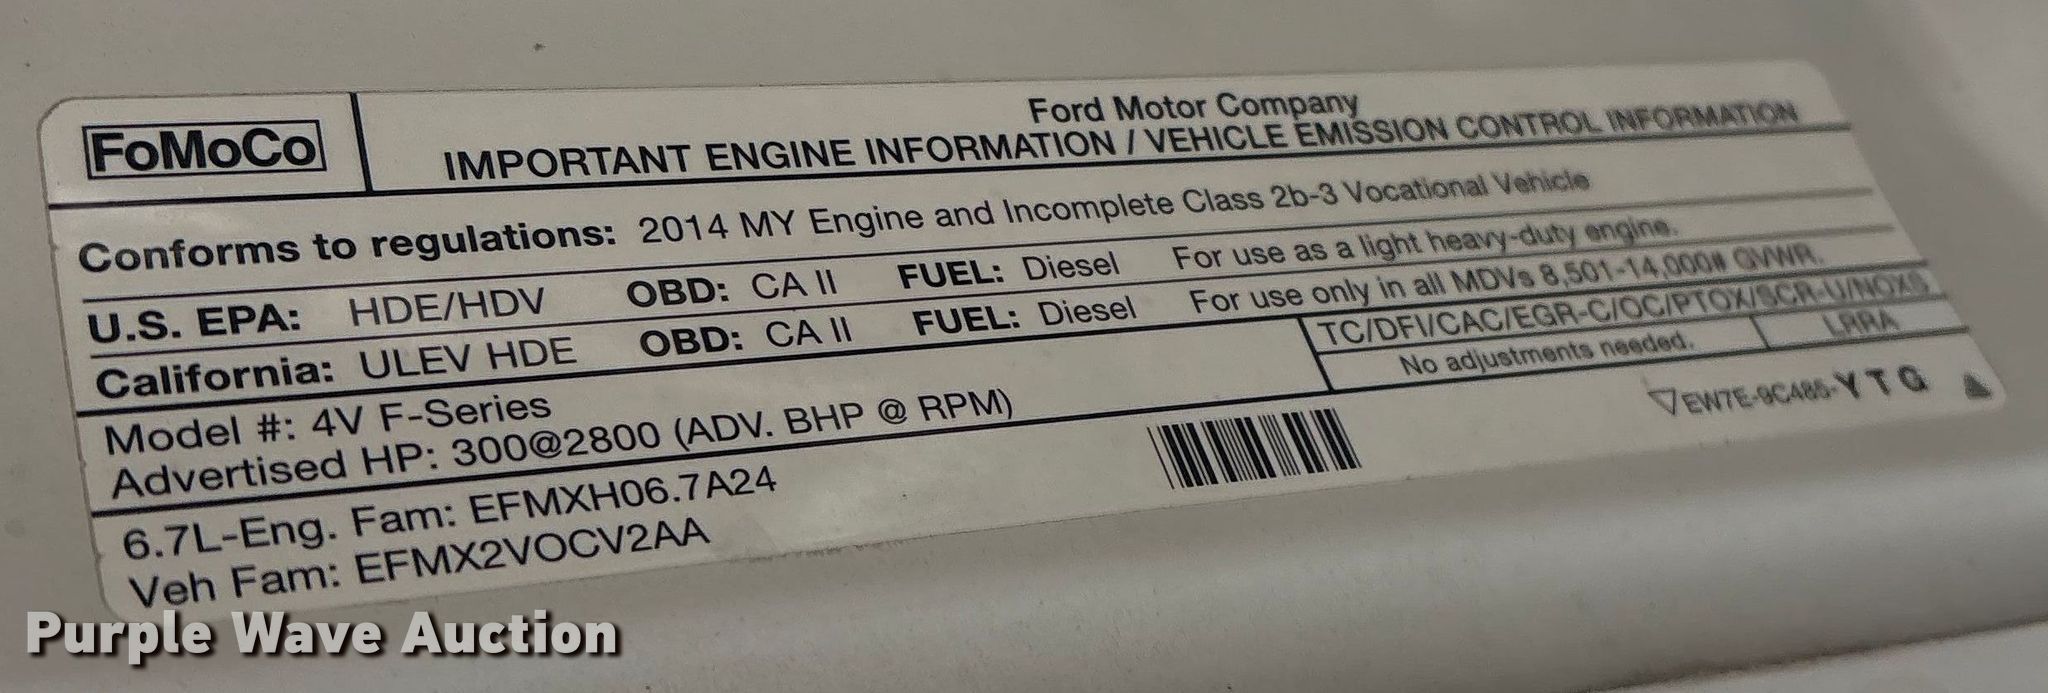 FoMoCo
Ford Motor Company
IMPORTANT ENGINE INFORMATION / VEHICLE EMISSION CONTROL INFORMATION
Conforms to regulations: 2014 MY Engine and Incomplete Class 2b-3 Vocational Vehicle
U.S. EPA: HDE/HDV OBD: CA II FUEL: Diesel For use as a light heavy-duty engine.
California: ULEV HDE OBD: CA II FUEL: Diesel For use only in all MDVs 8,501-14,000# GVWR.
Model #: 4V F-Series
Advertised HP: 300@2800 (ADV. BHP @ RPM)
TC/DFI/CAC/EGR-C/OC/PTOX/SCR-U/NOXS
No adjustments needed. LRRA
6.7L-Eng. Fam: EFMXH06.7A24
Veh Fam: EFMX2VOCV2AA
EW7E-9C485-YTG
Purple Wave Auction